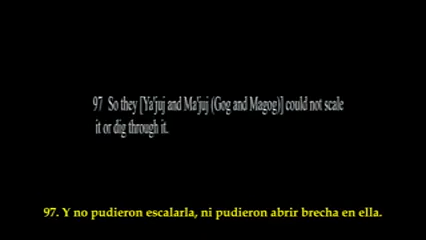 97 So they [Ya'juj and Ma'juj (Gog and Magog)] could not scale
it or dig through it.
97. Y no pudieron escalarla, ni pudieron abrir brecha en ella.